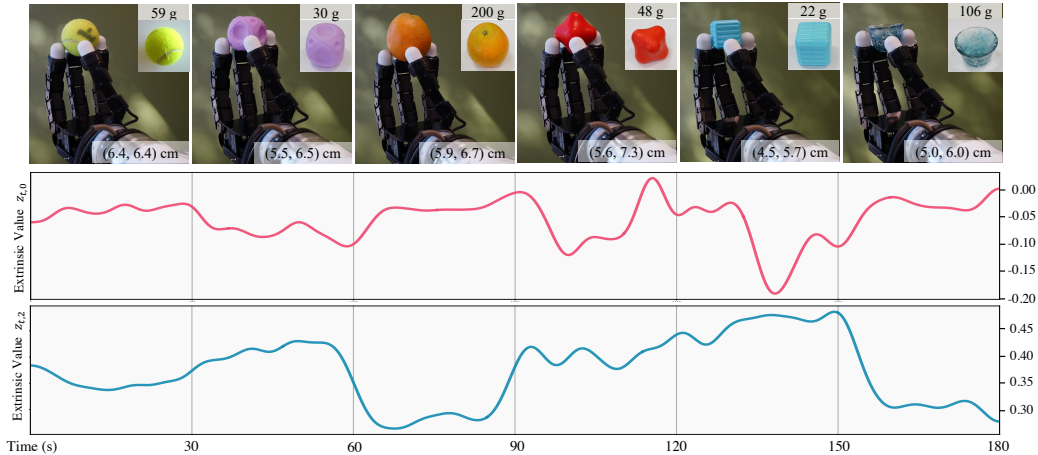 59 g
30 g
200 g
48 g
22 g
106 g
(6.4, 6.4) cm
(5.5, 6.5) cm
(5.9, 6.7) cm
(5.6, 7.3) cm
(4.5, 5.7) cm
(5.0, 6.0) cm
Extrinsic Value z_{t,0}
0.00
-0.05
-0.10
-0.15
-0.20
Extrinsic Value z_{t,2}
0.45
0.40
0.35
0.30
Time (s)
30
60
90
120
150
180